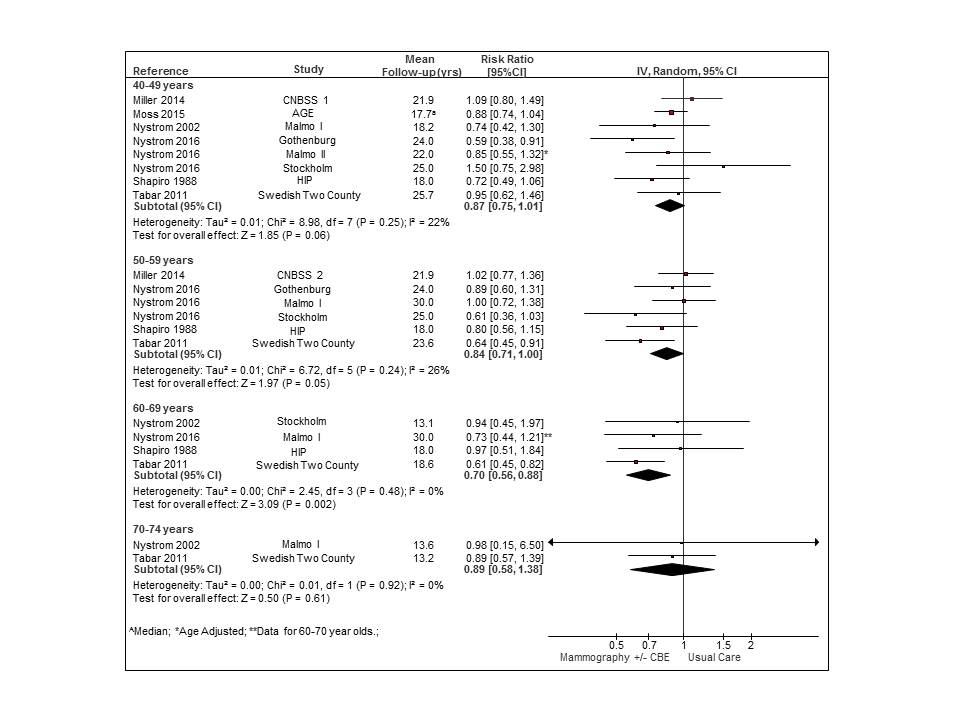 Mean Risk Ratio
Reference Study Follow-up(yrs) [95%CI] IV, Random, 95% CI
40-49 years
Miller 2014 CNBSS 1 21.9 1.09 [0.80, 1.49]
Moss 2015 AGE 17.7ᵃ 0.88 [0.74, 1.04]
Nystrom 2002 Malmo I 18.2 0.74 [0.42, 1.30]
Nystrom 2016 Gothenburg 24.0 0.59 [0.38, 0.91]
Nystrom 2016 Malmo II 22.0 0.85 [0.55, 1.32]*
Nystrom 2016 Stockholm 25.0 1.50 [0.75, 2.98]
Shapiro 1988 HIP 18.0 0.72 [0.49, 1.06]
Tabar 2011 Swedish Two County 25.7 0.95 [0.62, 1.46]
Subtotal (95% CI) 0.87 [0.75, 1.01]
Heterogeneity: Tau² = 0.01; Chi² = 8.98, df = 7 (P = 0.25); I² = 22%
Test for overall effect: Z = 1.85 (P = 0.06)
50-59 years
Miller 2014 CNBSS 2 21.9 1.02 [0.77, 1.36]
Nystrom 2016 Gothenburg 24.0 0.89 [0.60, 1.31]
Nystrom 2016 Malmo I 30.0 1.00 [0.72, 1.38]
Nystrom 2016 Stockholm 25.0 0.61 [0.36, 1.03]
Shapiro 1988 HIP 18.0 0.80 [0.56, 1.15]
Tabar 2011 Swedish Two County 23.6 0.64 [0.45, 0.91]
Subtotal (95% CI) 0.84 [0.71, 1.00]
Heterogeneity: Tau² = 0.01; Chi² = 6.72, df = 5 (P = 0.24); I² = 26%
Test for overall effect: Z = 1.97 (P = 0.05)
60-69 years
Nystrom 2002 Stockholm 13.1 0.94 [0.45, 1.97]
Nystrom 2016 Malmo I 30.0 0.73 [0.44, 1.21]**
Shapiro 1988 HIP 18.0 0.97 [0.51, 1.84]
Tabar 2011 Swedish Two County 18.6 0.61 [0.45, 0.82]
Subtotal (95% CI) 0.70 [0.56, 0.88]
Heterogeneity: Tau² = 0.00; Chi² = 2.45, df = 3 (P = 0.48); I² = 0%
Test for overall effect: Z = 3.09 (P = 0.002)
70-74 years
Nystrom 2002 Malmo I 13.6 0.98 [0.15, 6.50]
Tabar 2011 Swedish Two County 13.2 0.89 [0.57, 1.39]
Subtotal (95% CI) 0.89 [0.58, 1.38]
Heterogeneity: Tau² = 0.00; Chi² = 0.01, df = 1 (P = 0.92); I² = 0%
Test for overall effect: Z = 0.50 (P = 0.61)
ᴬMedian; *Age Adjusted; **Data for 60-70 year olds.;
0.5 0.7 1 1.5 2
Mammography +/- CBE Usual Care